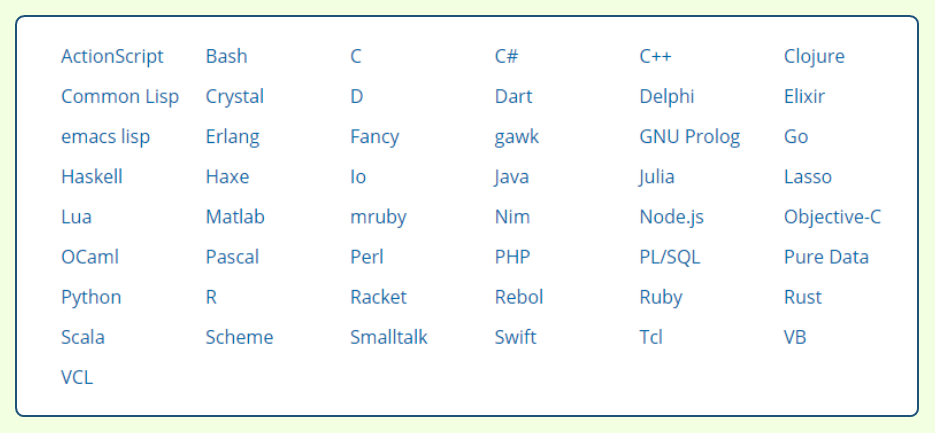 ActionScript Bash C C# C++ Clojure
Common Lisp Crystal D Dart Delphi Elixir
emacs lisp Erlang Fancy gawk GNU Prolog Go
Haskell Haxe Io Java Julia Lasso
Lua Matlab mruby Nim Node.js Objective-C
OCaml Pascal Perl PHP PL/SQL Pure Data
Python R Racket Rebol Ruby Rust
Scala Scheme Smalltalk Swift Tcl VB
VCL